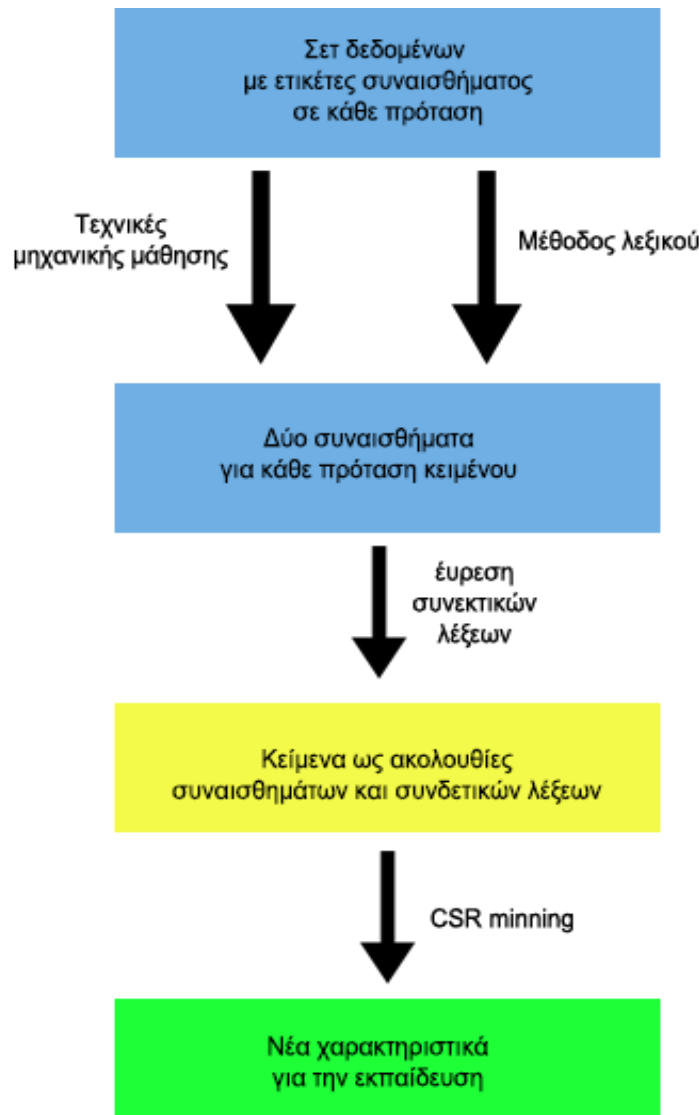 Σετ δεδομένων
με ετικέτες συναισθήματος
σε κάθε πρόταση
Τεχνικές
μηχανικής μάθησης
Μέθοδος λεξικού
Δύο συναισθήματα
για κάθε πρόταση κειμένου
έυρεση
συνεκτικών
λέξεων
Κείμενα ως ακολουθίες
συναισθημάτων και συνδετικών λέξεων
CSR minning
Νέα χαρακτηριστικά
για την εκπαίδευση